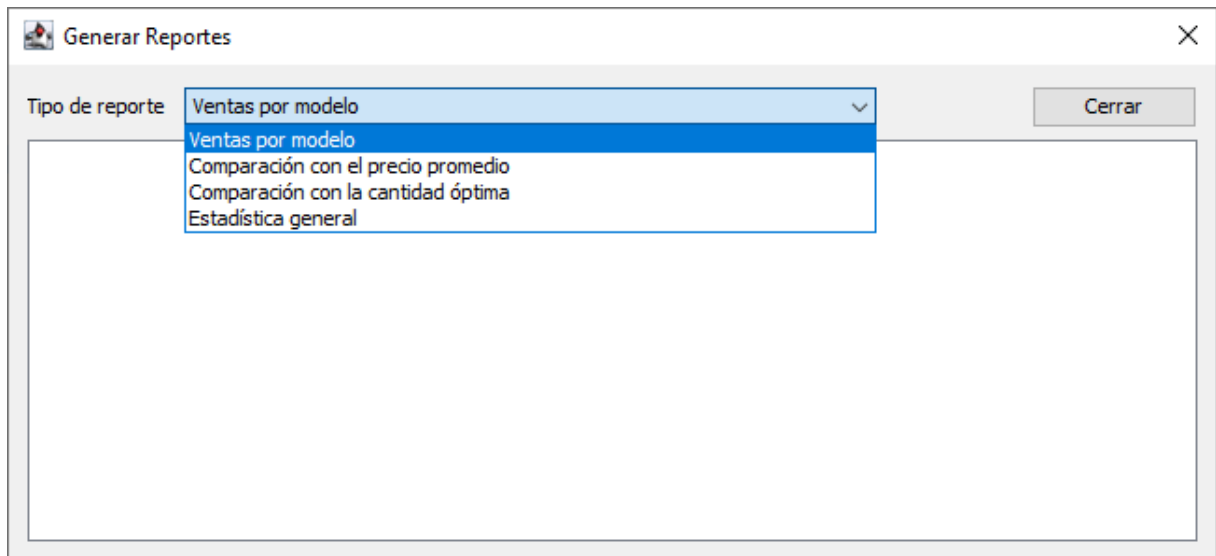 Generar Reportes
Tipo de reporte Ventas por modelo Cerrar
Ventas por modelo
Comparación con el precio promedio
Comparación con la cantidad óptima
Estadística general